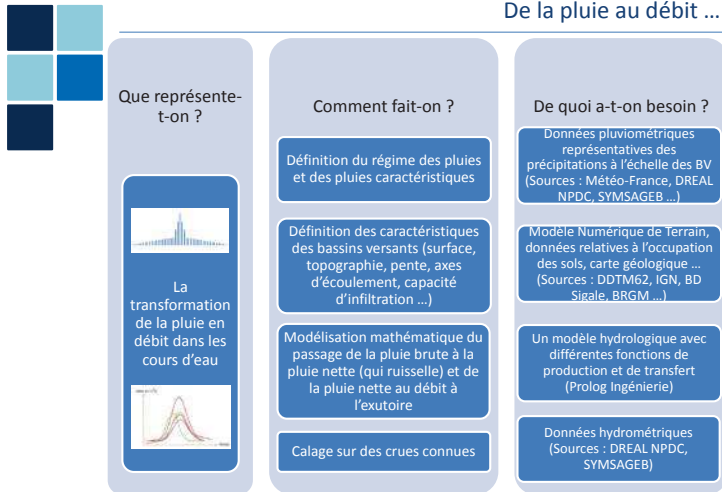 De la pluie au débit …
Que représente-
t-on ?
La
transformation
de la pluie en
débit dans les
cours d'eau
Comment fait-on ?
Définition du régime des pluies
et des pluies caractéristiques
Définition des caractéristiques
des bassins versants (surface,
topographie, pente, axes
d'écoulement, capacité
d'infiltration …)
Modélisation mathématique du
passage de la pluie brute à la
pluie nette (qui ruisselle) et de
la pluie nette au débit à
l'exutoire
Calage sur des crues connues
De quoi a-t-on besoin ?
Données pluviométriques
représentatives des
précipitations à l'échelle des BV
(Sources : Météo-France, DREAL
NPDC, SYMSAGEB …)
Modèle Numérique de Terrain,
données relatives à l'occupation
des sols, carte géologique …
(Sources : DDTM62, IGN, BD
Sigale, BRGM …)
Un modèle hydrologique avec
différentes fonctions de
production et de transfert
(Prolog Ingénierie)
Données hydrométriques
(Sources : DREAL NPDC,
SYMSAGEB)